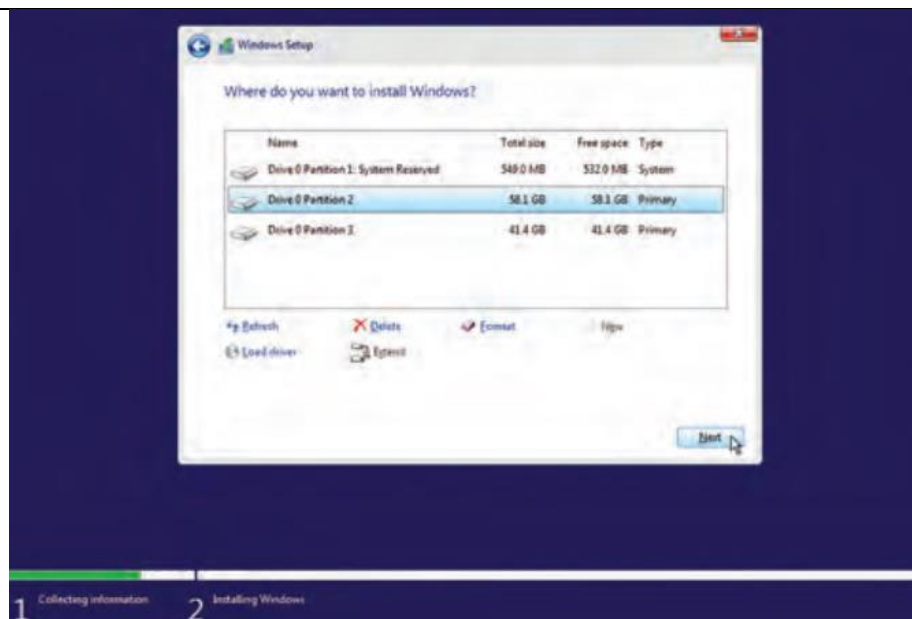 Windows Setup
Where do you want to install Windows?
Name Total size Free space Type
Drive 0 Partition 1: System Reserved 549.0 MB 532.0 MB System
Drive 0 Partition 2 58.1 GB 58.1 GB Primary
Drive 0 Partition 3 41.4 GB 41.4 GB Primary
Refresh Delete Format New
Load driver Extend
Next
1 Collecting information 2 Installing Windows